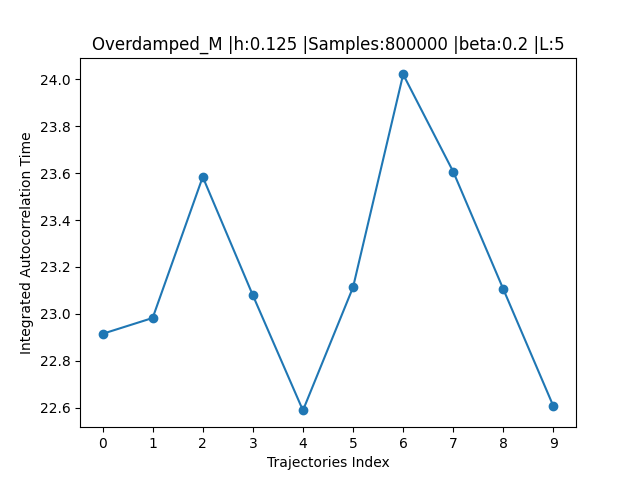 Overdamped_M |h:0.125 |Samples:800000 |beta:0.2 |L:5
Integrated Autocorrelation Time
24.0
23.8
23.6
23.4
23.2
23.0
22.8
22.6
0 1 2 3 4 5 6 7 8 9
Trajectories Index